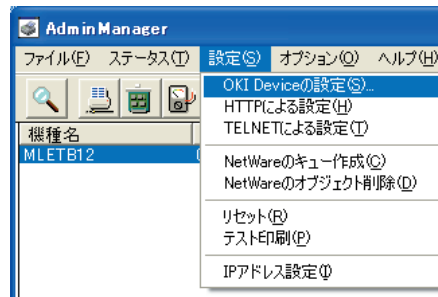 AdminManager
ファイル(F) ステータス(T) 設定(S) オプション(O) ヘルプ(H)
OKI Deviceの設定(S)...
HTTPによる設定(H)
TELNETによる設定(T)
NetWareのキュー作成(C)
NetWareのオブジェクト削除(D)
リセット(R)
テスト印刷(P)
IPアドレス設定(I)
機種名
MLETB12